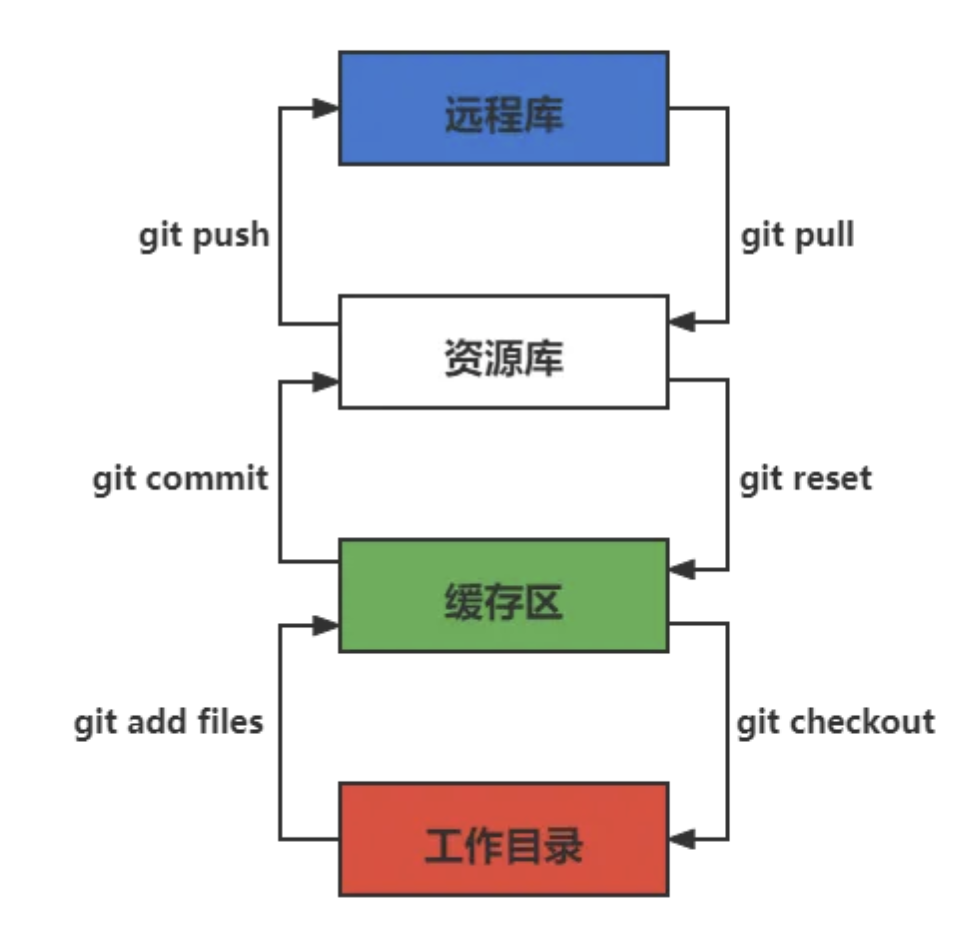 远程库
git push
git pull
资源库
git commit
git reset
缓存区
git add files
git checkout
工作目录